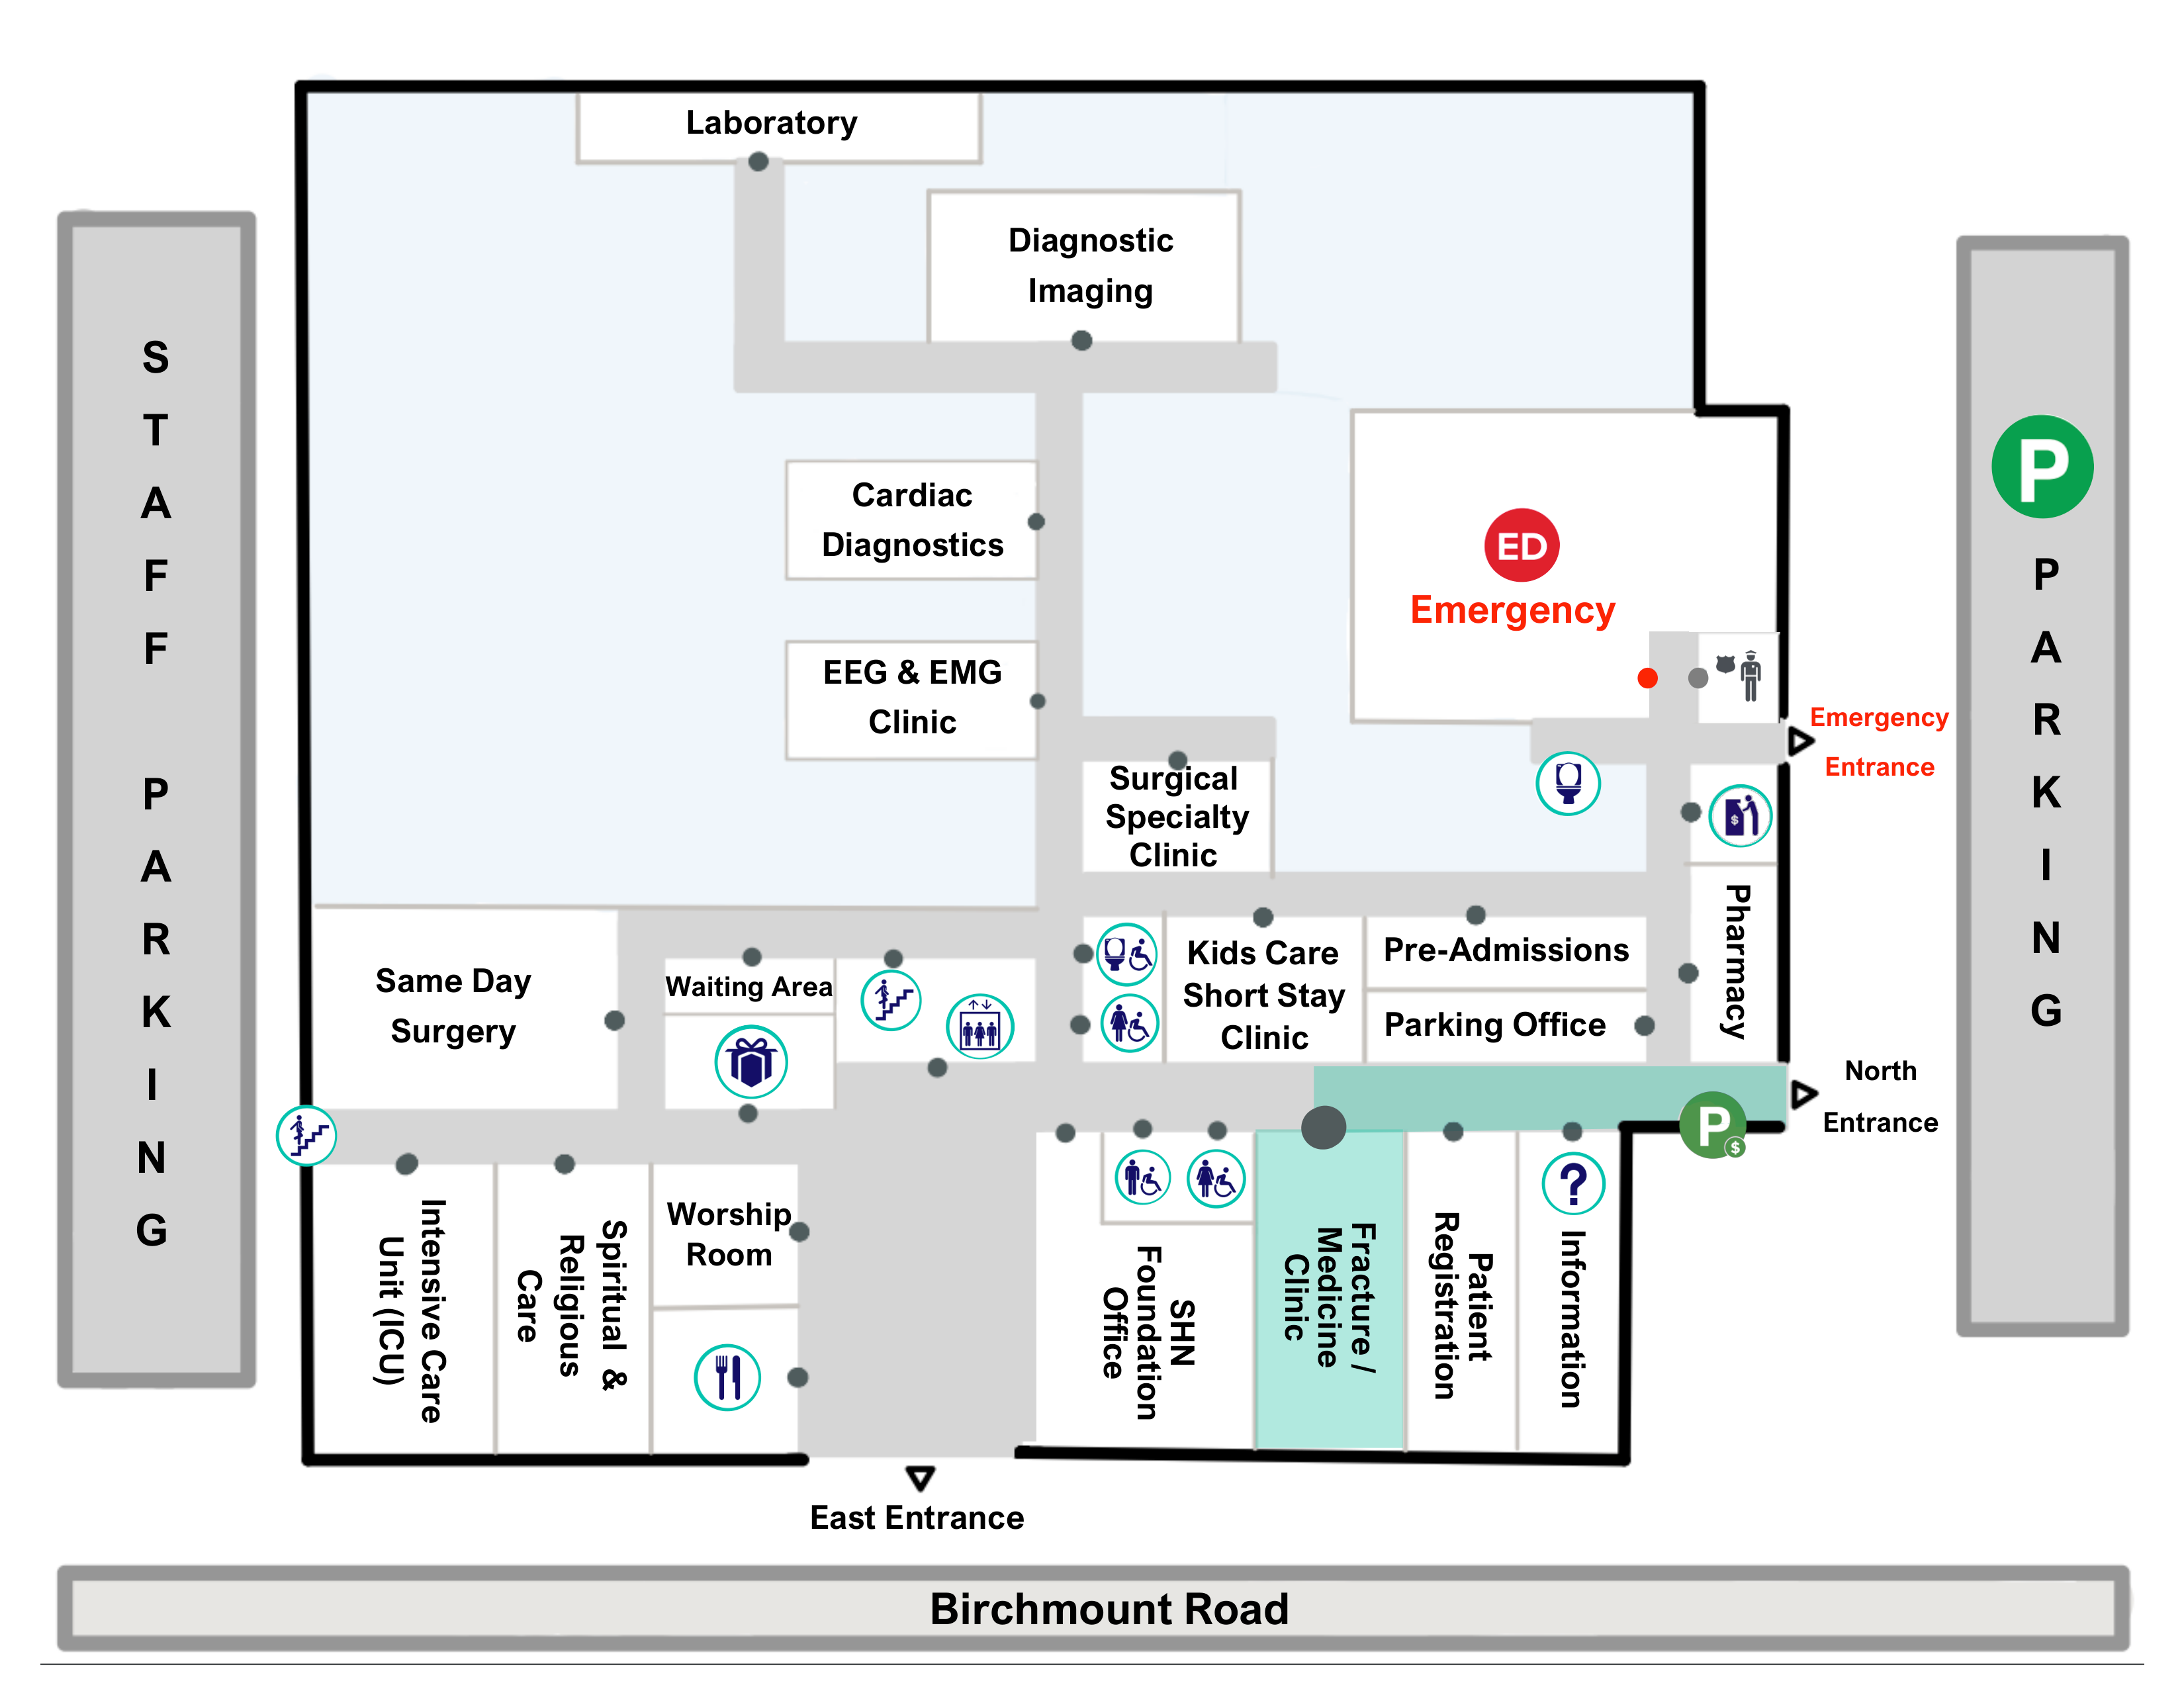 Laboratory
Diagnostic
Imaging
STAFF PARKING
P
PARKING
Cardiac
Diagnostics
ED
Emergency
EEG & EMG
Clinic
Emergency
Entrance
Surgical
Specialty
Clinic
$
Pharmacy
Same Day
Surgery
Waiting Area
Kids Care
Short Stay
Clinic
Pre-Admissions
Parking Office
North
Entrance
P
$
?
Intensive Care
Unit (ICU)
Spiritual &
Religious
Care
Worship
Room
SHN
Foundation
Office
Fracture /
Medicine
Clinic
Patient
Registration
Information
East Entrance
Birchmount Road